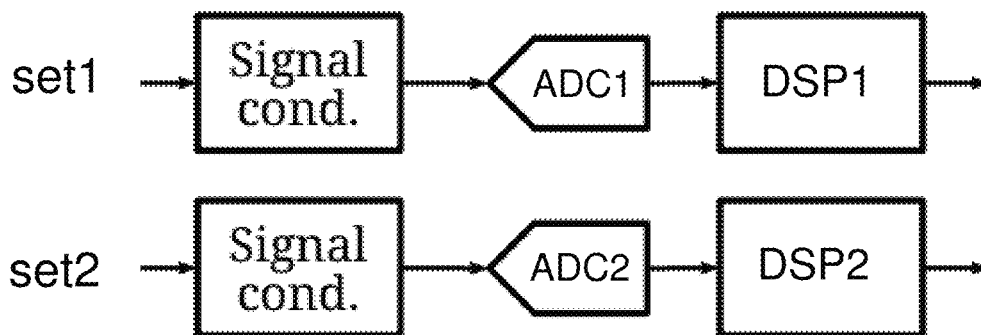 set1
Signal
cond.
ADC1
DSP1
set2
Signal
cond.
ADC2
DSP2